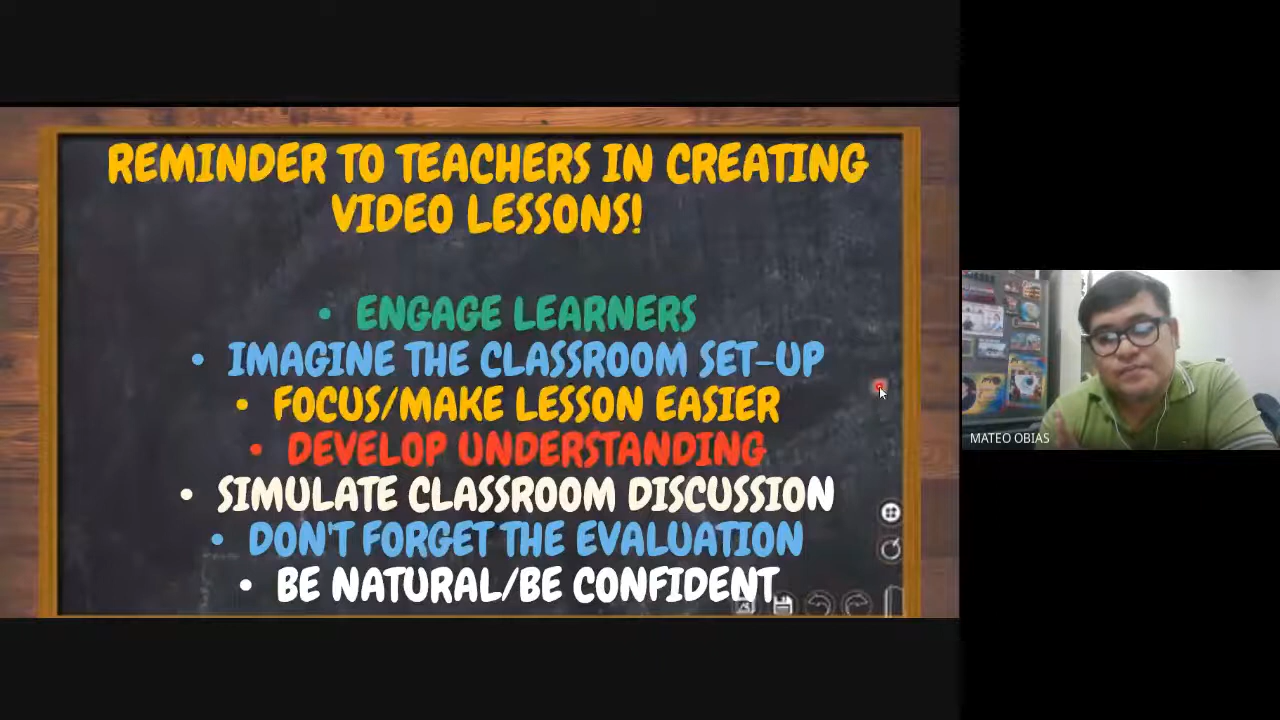 REMINDER TO TEACHERS IN CREATING
VIDEO LESSONS!
• ENGAGE LEARNERS
• IMAGINE THE CLASSROOM SET-UP
• FOCUS/MAKE LESSON EASIER
• DEVELOP UNDERSTANDING
• SIMULATE CLASSROOM DISCUSSION
• DON'T FORGET THE EVALUATION
• BE NATURAL/BE CONFIDENT
MATEO OBIAS